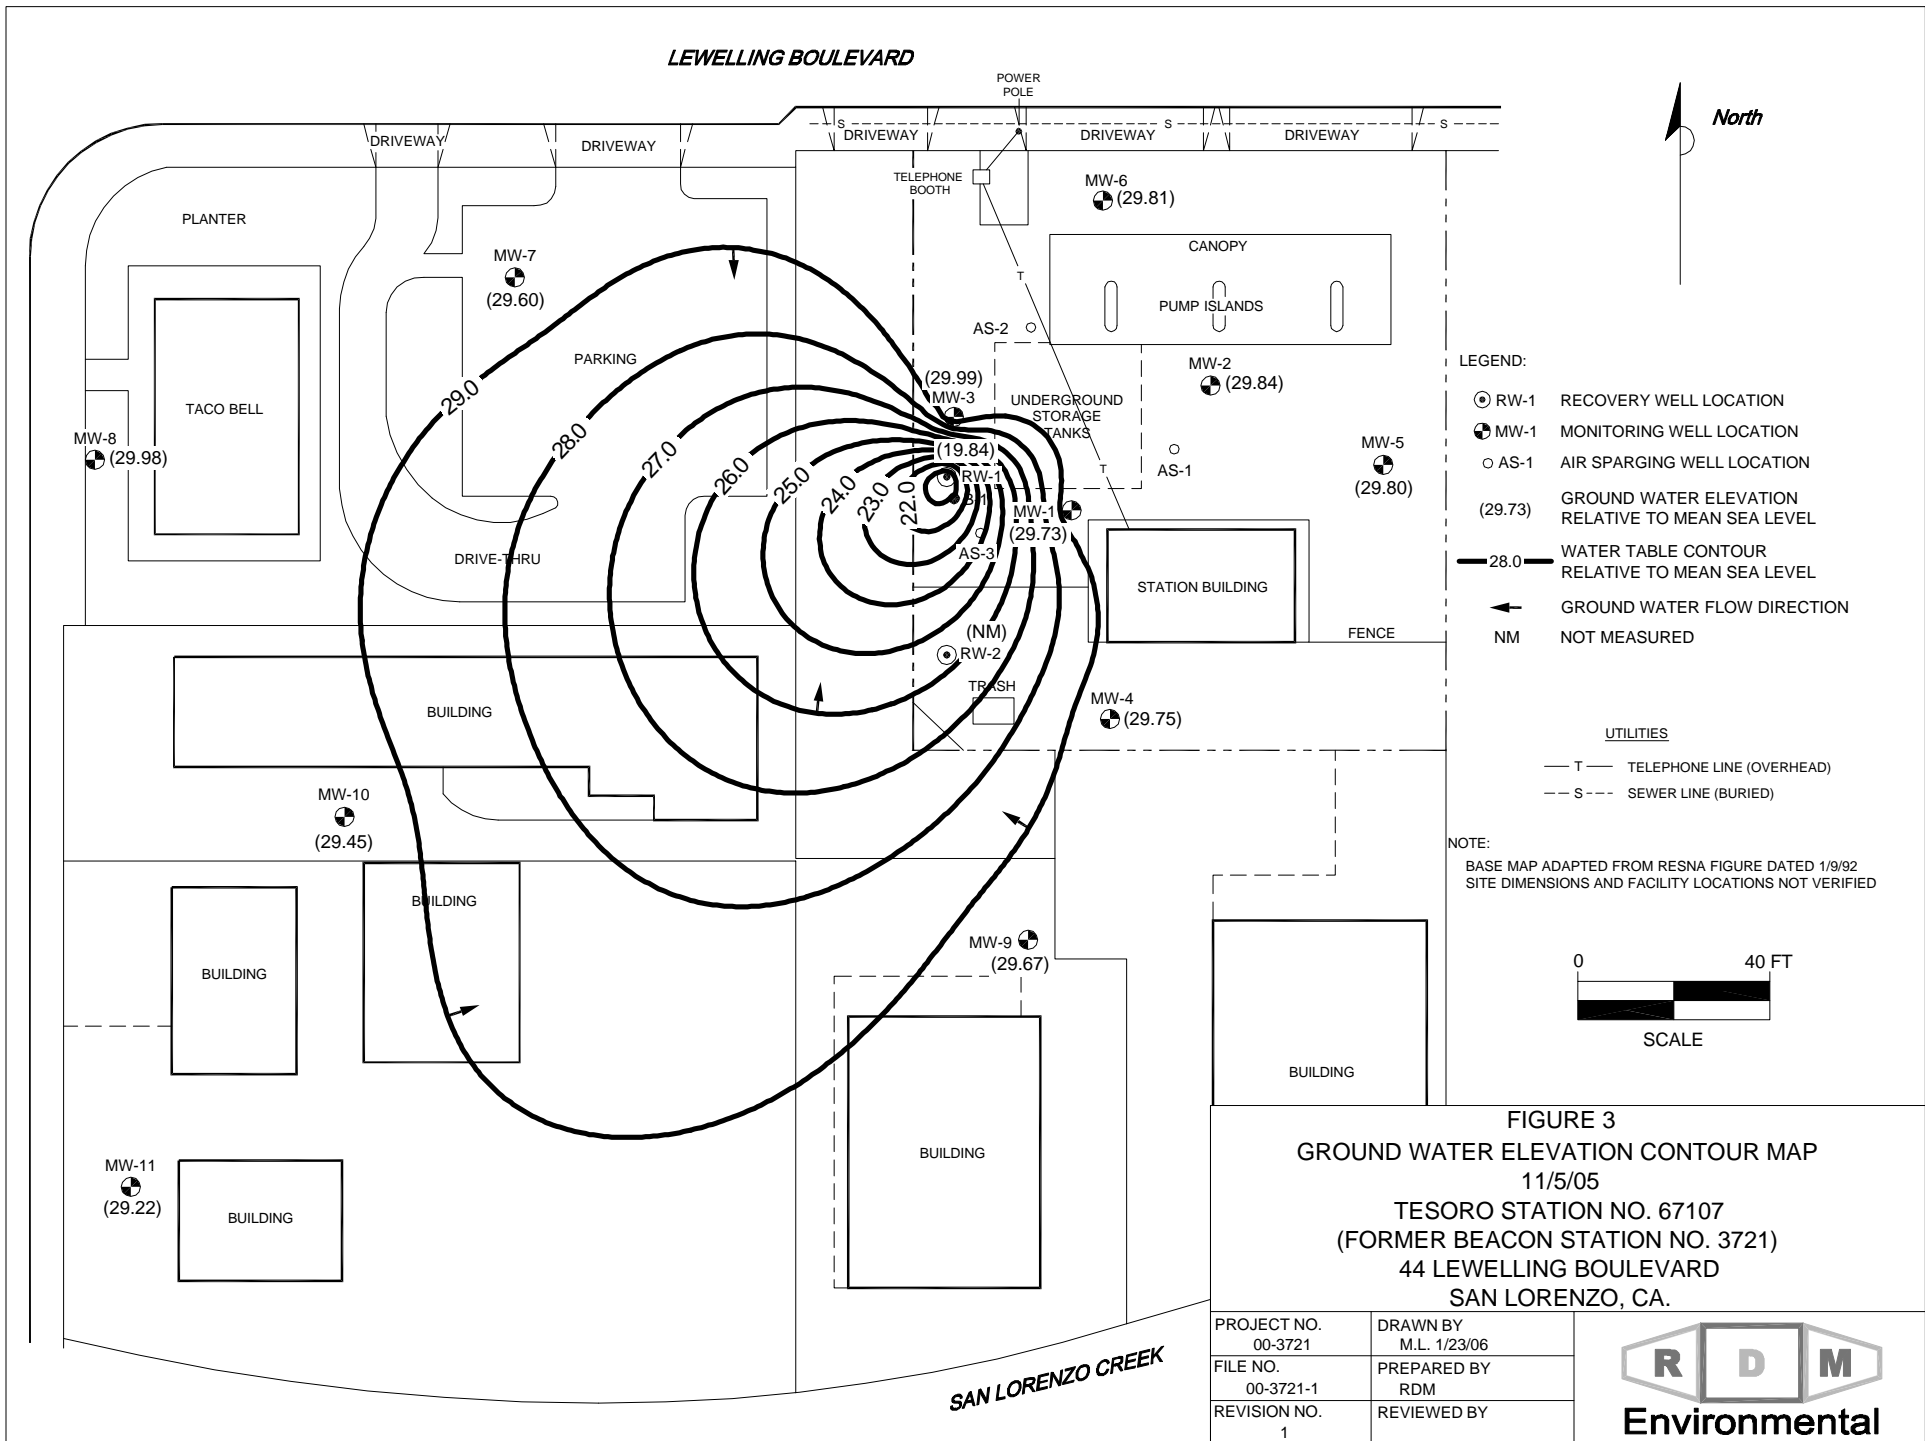 LEWELLING BOULEVARD
POWER
POLE
North
S
S
S
DRIVEWAY
DRIVEWAY
DRIVEWAY
DRIVEWAY
DRIVEWAY
TELEPHONE
BOOTH
MW-6
(29.81)
PLANTER
CANOPY
MW-7
(29.60)
T
PUMP ISLANDS
AS-2
PARKING
MW-2
(29.84)
LEGEND:
(29.99)
MW-3
UNDERGROUND
STORAGE
TANKS
RW-1 RECOVERY WELL LOCATION
TACO BELL
29.0
28.0
27.0
26.0
25.0
24.0
23.0
22.0
MW-1 MONITORING WELL LOCATION
MW-8
(29.98)
(19.84)
RW-1
B-1
T
AS-1
MW-5
(29.80)
AS-1 AIR SPARGING WELL LOCATION
(29.73) GROUND WATER ELEVATION
RELATIVE TO MEAN SEA LEVEL
MW-1
(29.73)
AS-3
DRIVE-THRU
28.0 WATER TABLE CONTOUR
RELATIVE TO MEAN SEA LEVEL
STATION BUILDING
GROUND WATER FLOW DIRECTION
(NM)
RW-2
FENCE
NM NOT MEASURED
TRASH
MW-4
(29.75)
BUILDING
UTILITIES
T TELEPHONE LINE (OVERHEAD)
S SEWER LINE (BURIED)
MW-10
(29.45)
NOTE:
BASE MAP ADAPTED FROM RESNA FIGURE DATED 1/9/92
SITE DIMENSIONS AND FACILITY LOCATIONS NOT VERIFIED
BUILDING
MW-9
(29.67)
BUILDING
0 40 FT
SCALE
BUILDING
BUILDING
MW-11
(29.22)
BUILDING
SAN LORENZO CREEK
FIGURE 3
GROUND WATER ELEVATION CONTOUR MAP
11/5/05
TESORO STATION NO. 67107
(FORMER BEACON STATION NO. 3721)
44 LEWELLING BOULEVARD
SAN LORENZO, CA.
PROJECT NO.
00-3721
DRAWN BY
M.L. 1/23/06
FILE NO.
00-3721-1
PREPARED BY
RDM
REVISION NO.
1
REVIEWED BY
R D M
Environmental